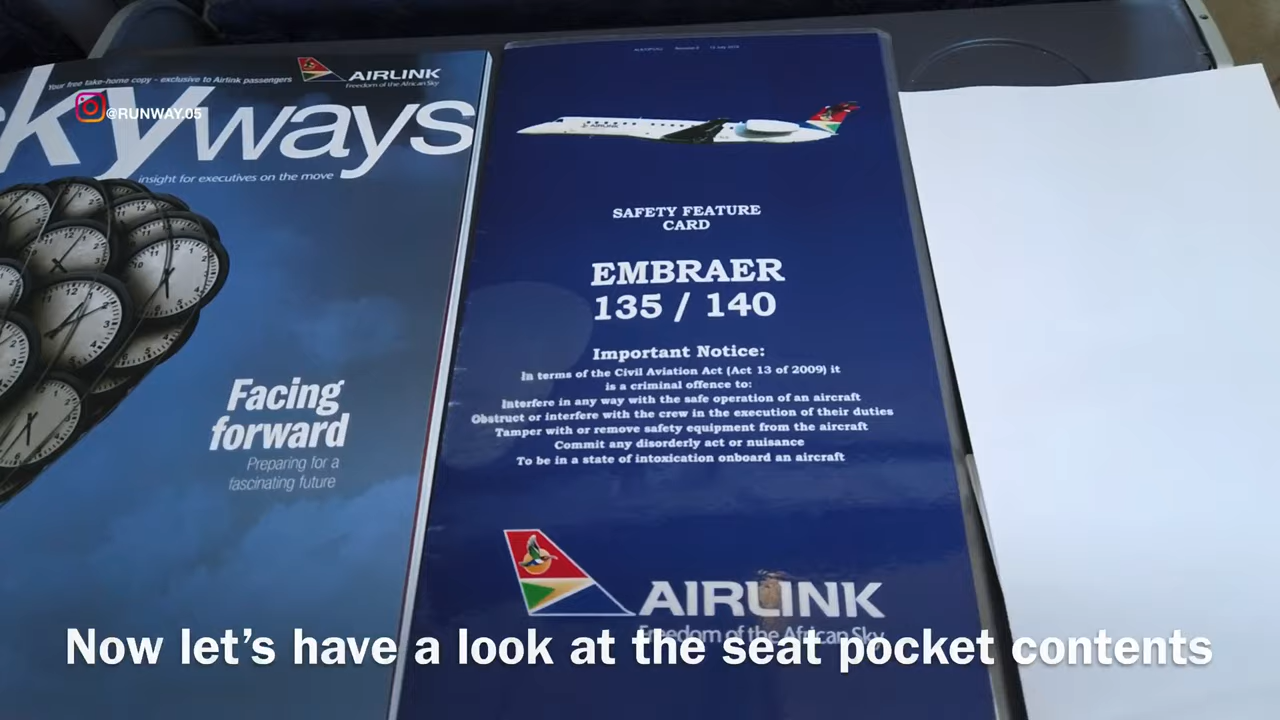 Your free take-home copy - exclusive to Airlink passengers
AIRLINK
Freedom of the African Sky
skyways
@RUNWAY.05
insight for executives on the move
Facing
forward
Preparing for a
fascinating future
AIRLINK
SAFETY FEATURE
CARD
EMBRAER
135 / 140
Important Notice:
In terms of the Civil Aviation Act (Act 13 of 2009) it
is a criminal offence to:
Interfere in any way with the safe operation of an aircraft
Obstruct or interfere with the crew in the execution of their duties
Tamper with or remove safety equipment from the aircraft
Commit any disorderly act or nuisance
To be in a state of intoxication onboard an aircraft
AIRLINK
Freedom of the African Sky
Now let’s have a look at the seat pocket contents